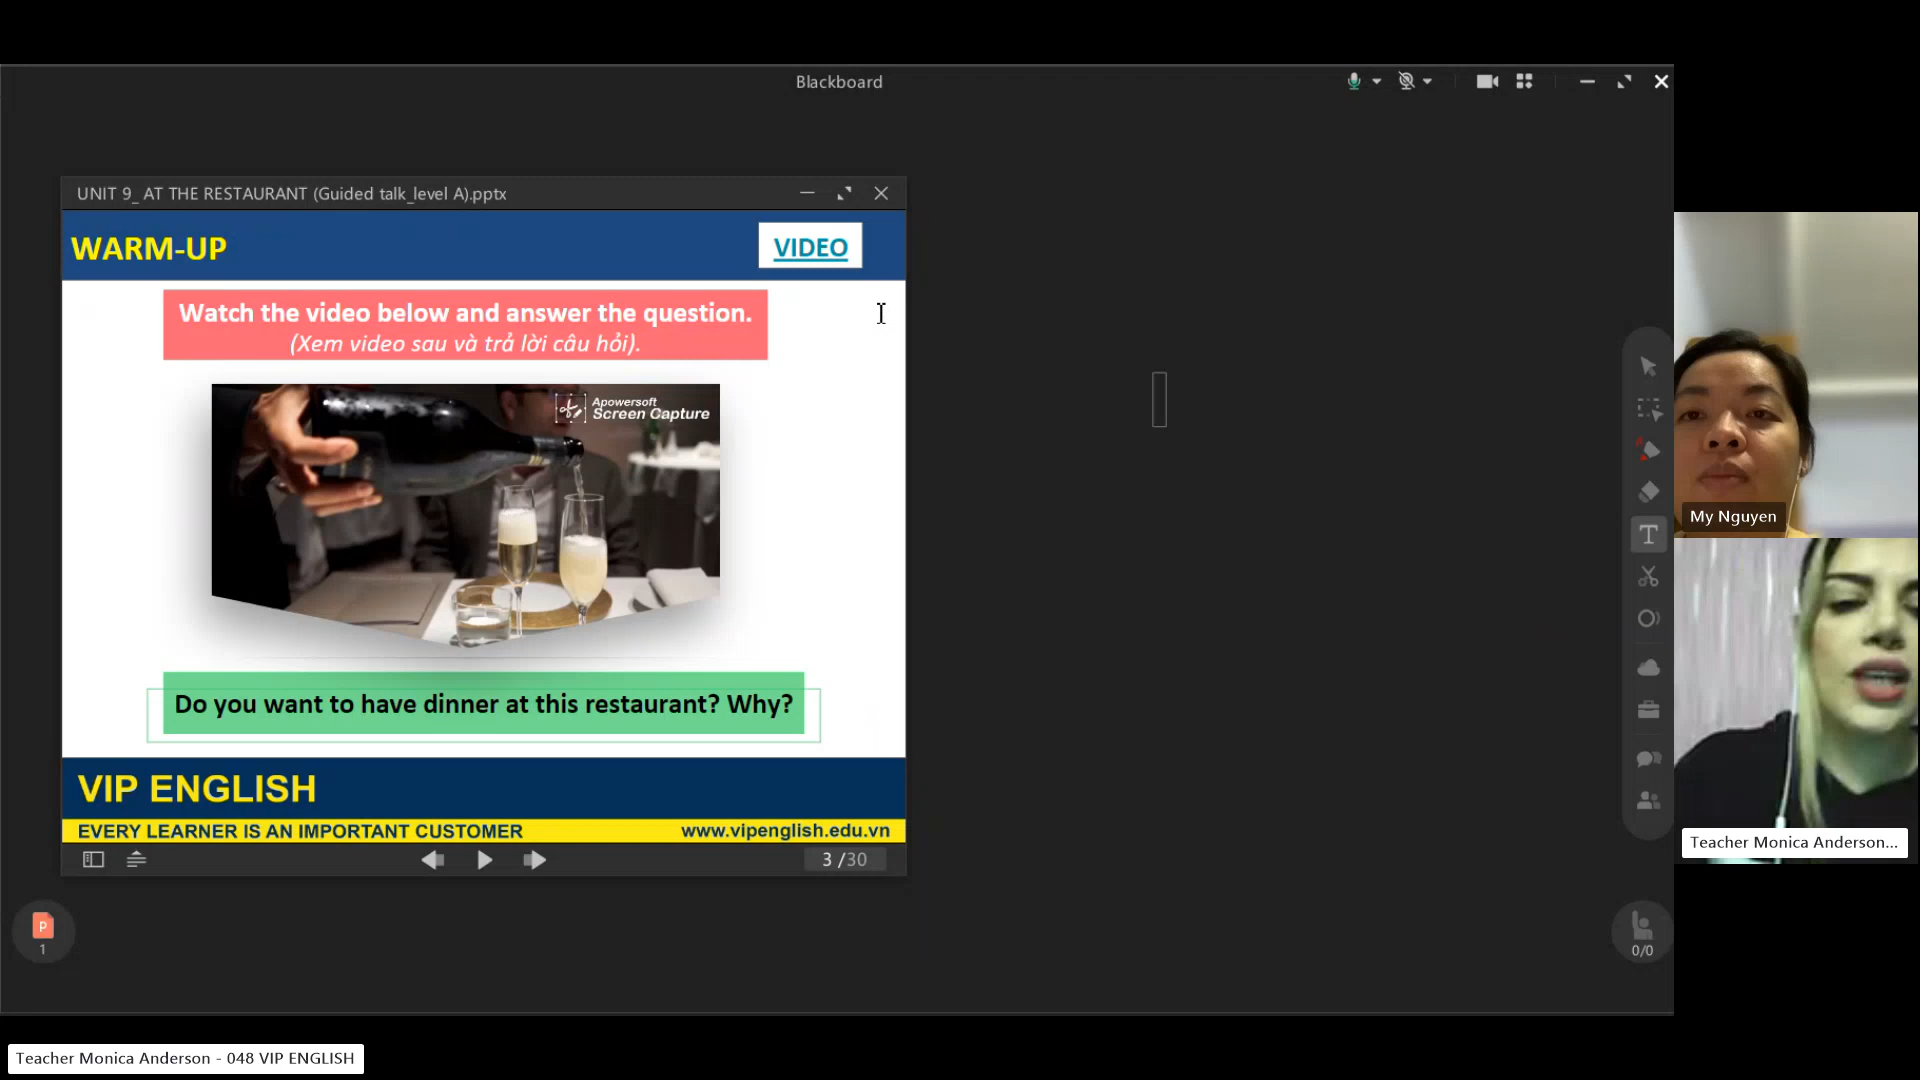 Blackboard
UNIT 9_ AT THE RESTAURANT (Guided talk_level A).pptx
WARM-UP
VIDEO
Watch the video below and answer the question.
(Xem video sau và trả lời câu hỏi).
Apowersoft
Screen Capture
Do you want to have dinner at this restaurant? Why?
VIP ENGLISH
EVERY LEARNER IS AN IMPORTANT CUSTOMER
www.vipenglish.edu.vn
3 /30
P
1
T
My Nguyen
Teacher Monica Anderson...
0/0
Teacher Monica Anderson - 048 VIP ENGLISH